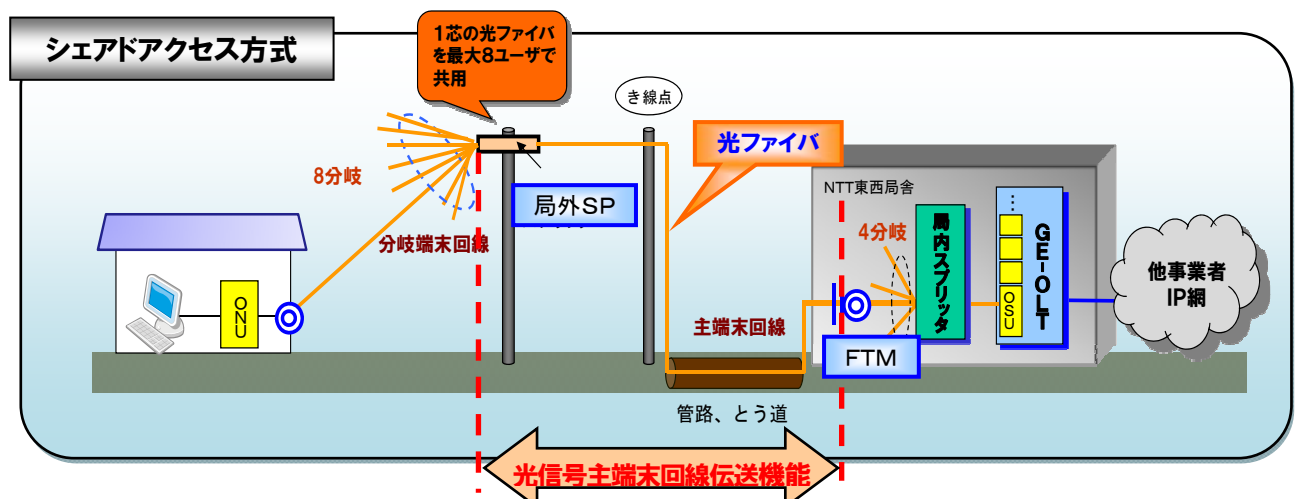 シェアドアクセス方式
1芯の光ファイバ
を最大8ユーザで
共用
き線点
光ファイバ
8分岐
局外SP
NTT東西局舎
分岐端末回線
4分岐
局内スプリッタ
GE-OLT
…
OSU
他事業者
IP網
ONU
主端末回線
FTM
管路、とう道
光信号主端末回線伝送機能